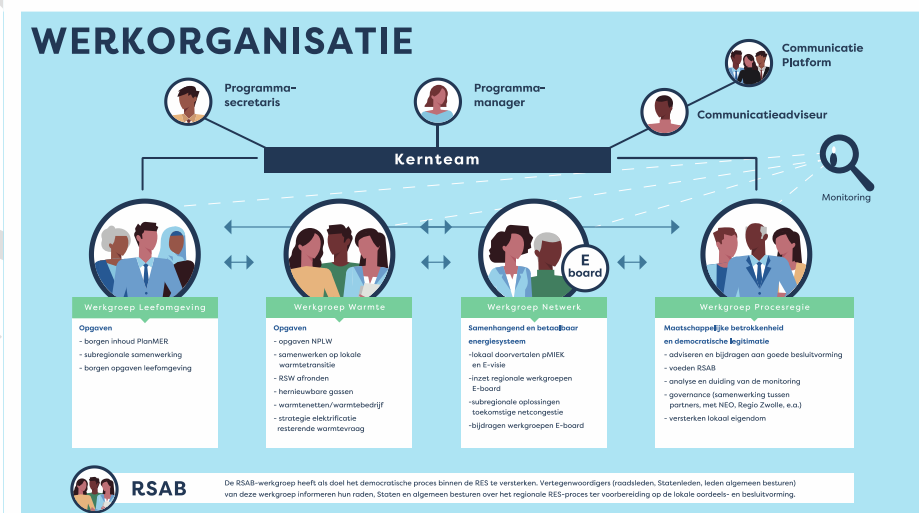 WERKORGANISATIE
Communicatie
Platform
Programma-
secretaris
Programma-
manager
Communicatieadviseur
Kernteam
Monitoring
E
board
Werkgroep Leefomgeving
Opgaven
- borgen inhoud PlanMER
- subregionale samenwerking
- borgen opgaven leefomgeving
Werkgroep Warmte
Opgaven
- opgaven NPLW
- samenwerken op lokale
warmtetransitie
- RSW afronden
- hernieuwbare gassen
- warmtenetten/warmtebedrijf
- strategie elektrificatie
resterende warmtevraag
Werkgroep Netwerk
Samenhangend en betaalbaar
energiesysteem
-lokaal doorvertalen pMIEK
en E-visie
-inzet regionale werkgroepen
E-board
-subregionale oplossingen
toekomstige netcongestie
-bijdragen werkgroepen E-board
Werkgroep Procesregie
Maatschappelijke betrokkenheid
en democratische legitimatie
- adviseren en bijdragen aan goede besluitvorming
- voeden RSAB
- analyse en duiding van de monitoring
- governance (samenwerking tussen
partners, met NEO, Regio Zwolle, e.a.)
- versterken lokaal eigendom
RSAB
De RSAB-werkgroep heeft als doel het democratische proces binnen de RES te versterken. Vertegenwoordigers (raadsleden, Statenleden, leden algemeen besturen)
van deze werkgroep informeren hun raden, Staten en algemeen besturen over het regionale RES-proces ter voorbereiding op de lokale oordeels- en besluitvorming.